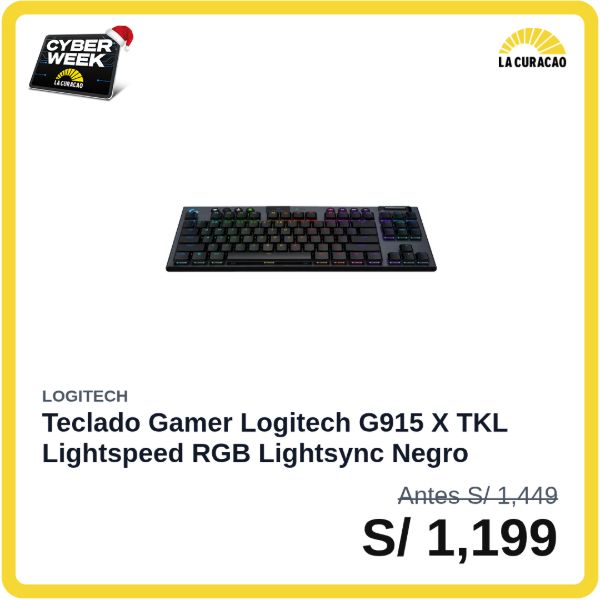 CYBER
WEEK
LA CURACAO
LA CURACAO
LOGITECH
Teclado Gamer Logitech G915 X TKL
Lightspeed RGB Lightsync Negro
Antes S/ 1,449
S/ 1,199